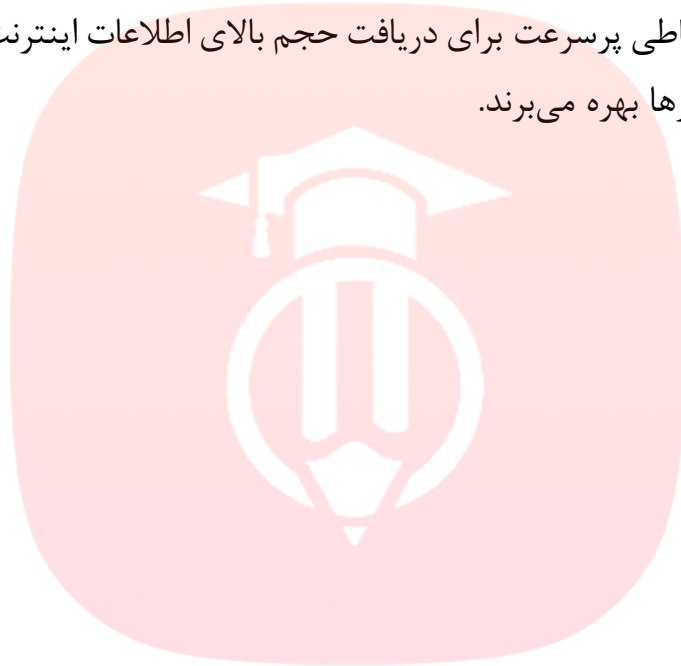 پرسرعت برای دریافت حجم بالای اطلاعات
بهره می‌برند.